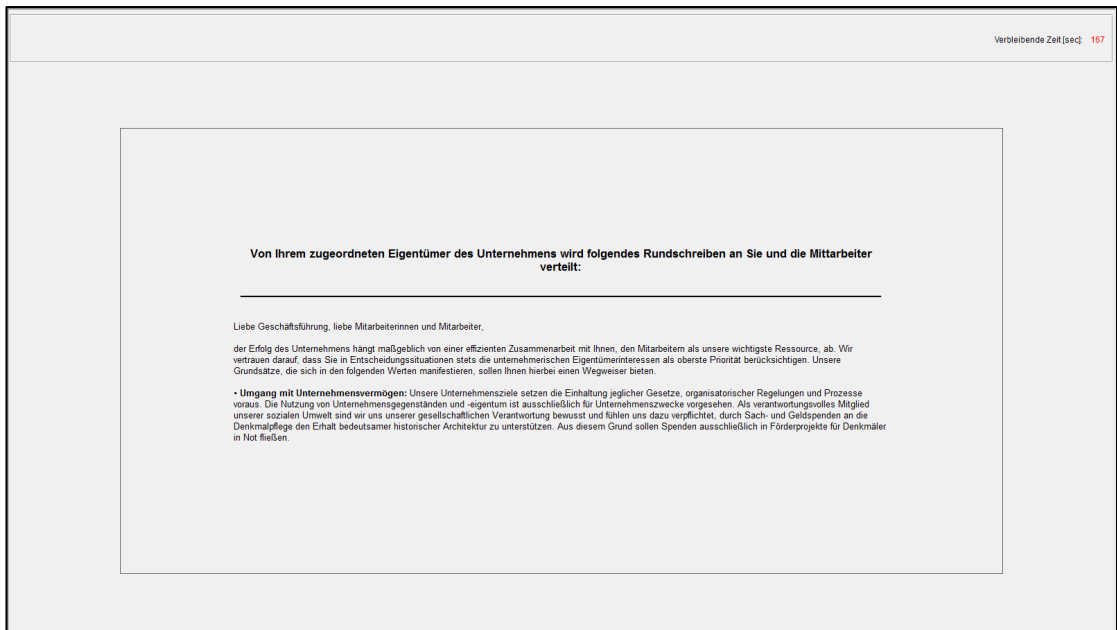 Verbleibende Zeit [sec]: 167
Von Ihrem zugeordneten Eigentümer des Unternehmens wird folgendes Rundschreiben an Sie und die Mittarbeiter
verteilt:
Liebe Geschäftsführung, liebe Mitarbeiterinnen und Mitarbeiter,
der Erfolg des Unternehmens hängt maßgeblich von einer effizienten Zusammenarbeit mit Ihnen, den Mitarbeitern als unsere wichtigste Ressource, ab. Wir
vertrauen darauf, dass Sie in Entscheidungssituationen stets die unternehmerischen Eigentümerinteressen als oberste Priorität berücksichtigen. Unsere
Grundsätze, die sich in den folgenden Werten manifestieren, sollen Ihnen hierbei einen Wegweiser bieten.
• Umgang mit Unternehmensvermögen: Unsere Unternehmensziele setzen die Einhaltung jeglicher Gesetze, organisatorischer Regelungen und Prozesse
voraus. Die Nutzung von Unternehmensgegenständen und -eigentum ist ausschließlich für Unternehmenszwecke vorgesehen. Als verantwortungsvolles Mitglied
unserer sozialen Umwelt sind wir uns unserer gesellschaftlichen Verantwortung bewusst und fühlen uns dazu verpflichtet, durch Sach- und Geldspenden an die
Denkmalpflege den Erhalt bedeutsamer historischer Architektur zu unterstützen. Aus diesem Grund sollen Spenden ausschließlich in Förderprojekte für Denkmäler
in Not fließen.